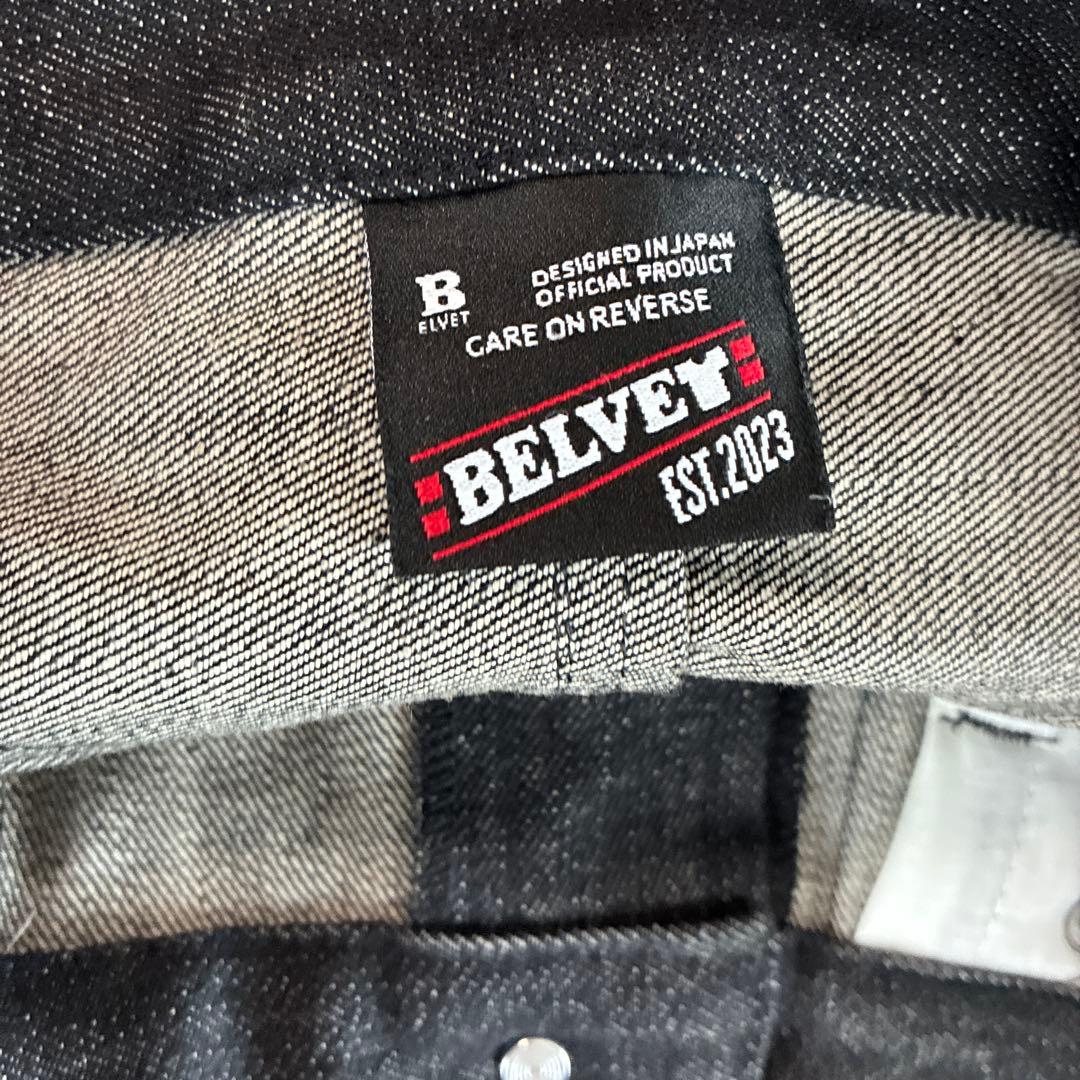 B
ELVET
DESIGNED IN JAPAN
OFFICIAL PRODUCT
CARE ON REVERSE
BELVET
EST.2023